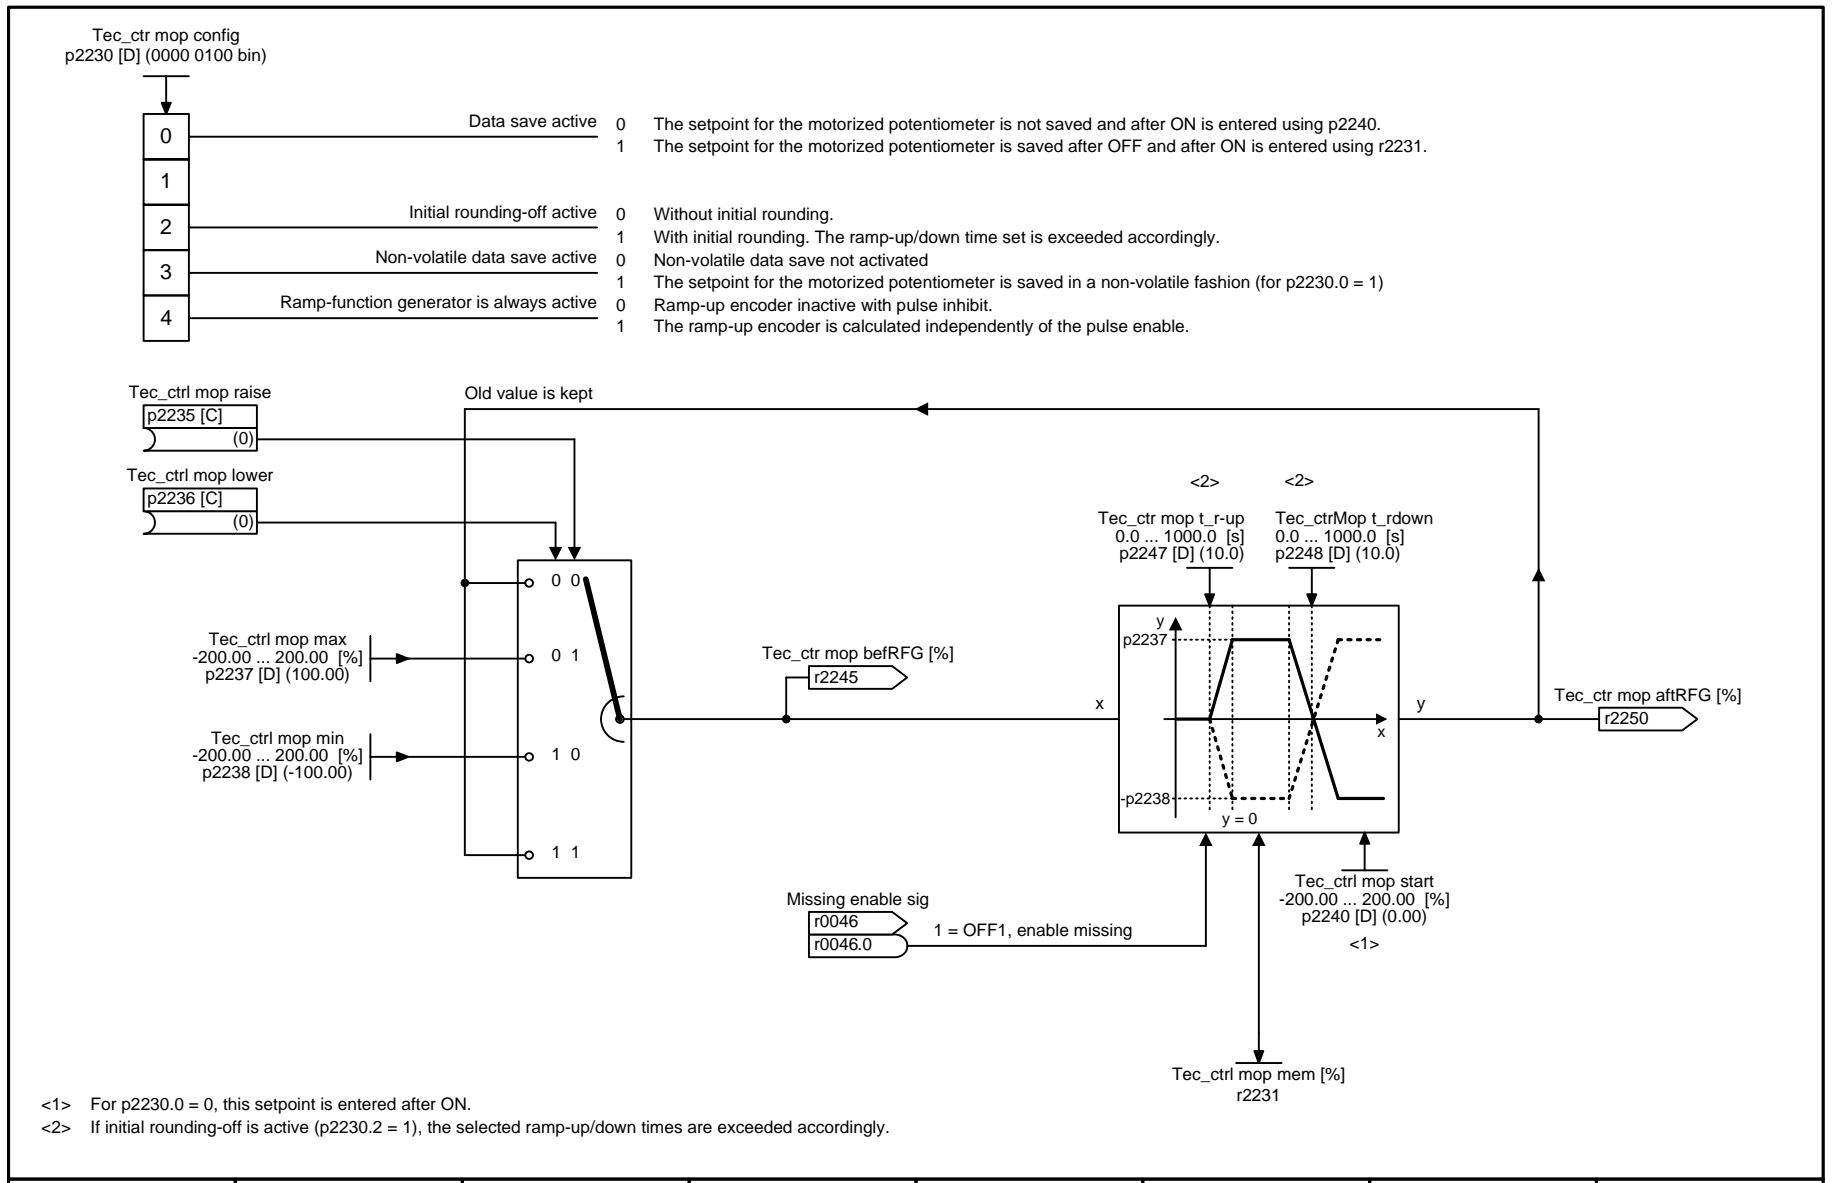 Tec_ctr mop config
p2230 [D] (0000 0100 bin)
0
Data save active
0 The setpoint for the motorized potentiometer is not saved and after ON is entered using p2240.
1 The setpoint for the motorized potentiometer is saved after OFF and after ON is entered using r2231.
1
2
Initial rounding-off active
0 Without initial rounding.
1 With initial rounding. The ramp-up/down time set is exceeded accordingly.
3
Non-volatile data save active
0 Non-volatile data save not activated
1 The setpoint for the motorized potentiometer is saved in a non-volatile fashion (for p2230.0 = 1)
4
Ramp-function generator is always active
0 Ramp-up encoder inactive with pulse inhibit.
1 The ramp-up encoder is calculated independently of the pulse enable.
Tec_ctrl mop raise
p2235 [C]
(0)
Old value is kept
Tec_ctrl mop lower
p2236 [C]
(0)
<2>
<2>
Tec_ctr mop t_r-up
0.0 ... 1000.0 [s]
p2247 [D] (10.0)
Tec_ctrMop t_rdown
0.0 ... 1000.0 [s]
p2248 [D] (10.0)
0 0
0 1
1 0
1 1
Tec_ctrl mop max
-200.00 ... 200.00 [%]
p2237 [D] (100.00)
Tec_ctrl mop min
-200.00 ... 200.00 [%]
p2238 [D] (-100.00)
Tec_ctr mop befRFG [%]
r2245
x
y
p2237
x
-p2238
y = 0
y
Tec_ctr mop aftRFG [%]
r2250
Missing enable sig
r0046
r0046.0
1 = OFF1, enable missing
Tec_ctrl mop start
-200.00 ... 200.00 [%]
p2240 [D] (0.00)
<1>
Tec_ctrl mop mem [%]
r2231
<1> For p2230.0 = 0, this setpoint is entered after ON.
<2> If initial rounding-off is active (p2230.2 = 1), the selected ramp-up/down times are exceeded accordingly.